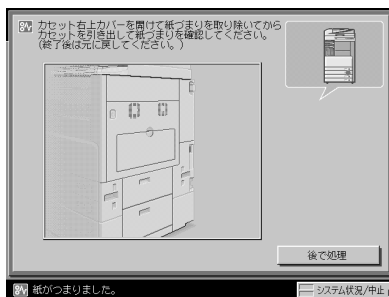 カセット右上カバーを開けて紙づまりを取り除いてから
カセットを引き出して紙づまりを確認してください。
(終了後は元に戻してください。)
後で処理
紙がつまりました。
システム状況/中止